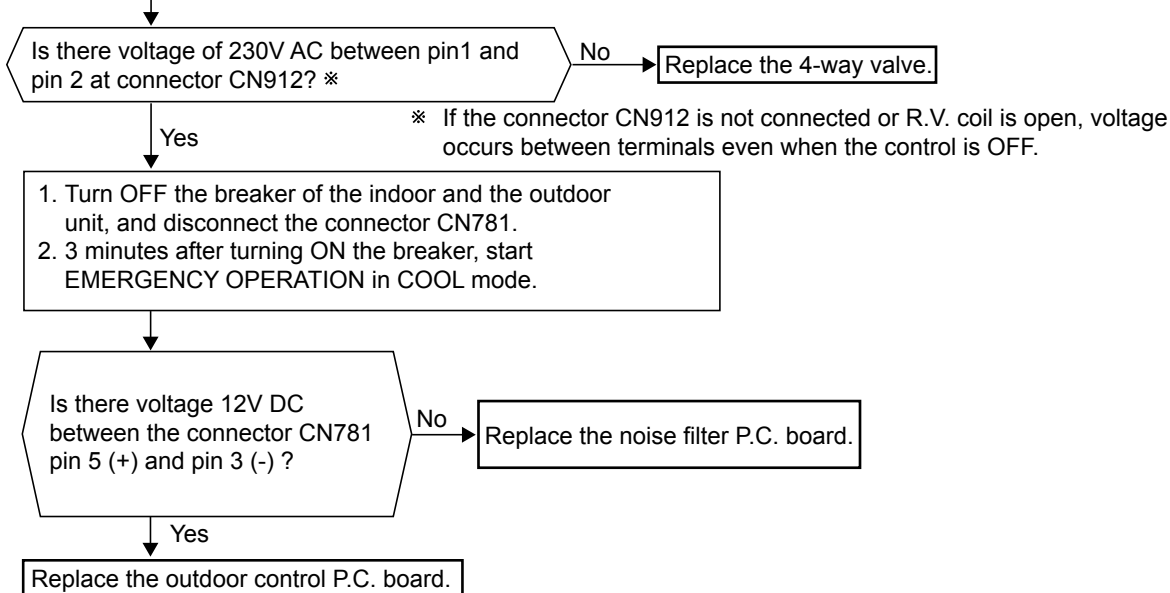 Is there voltage of 230V AC between pin1 and
pin 2 at connector CN912? ※
No
Replace the 4-way valve.
※ If the connector CN912 is not connected or R.V. coil is open, voltage
occurs between terminals even when the control is OFF.
Yes
1. Turn OFF the breaker of the indoor and the outdoor
unit, and disconnect the connector CN781.
2. 3 minutes after turning ON the breaker, start
EMERGENCY OPERATION in COOL mode.
Is there voltage 12V DC
between the connector CN781
pin 5 (+) and pin 3 (-) ?
No
Replace the noise filter P.C. board.
Yes
Replace the outdoor control P.C. board.